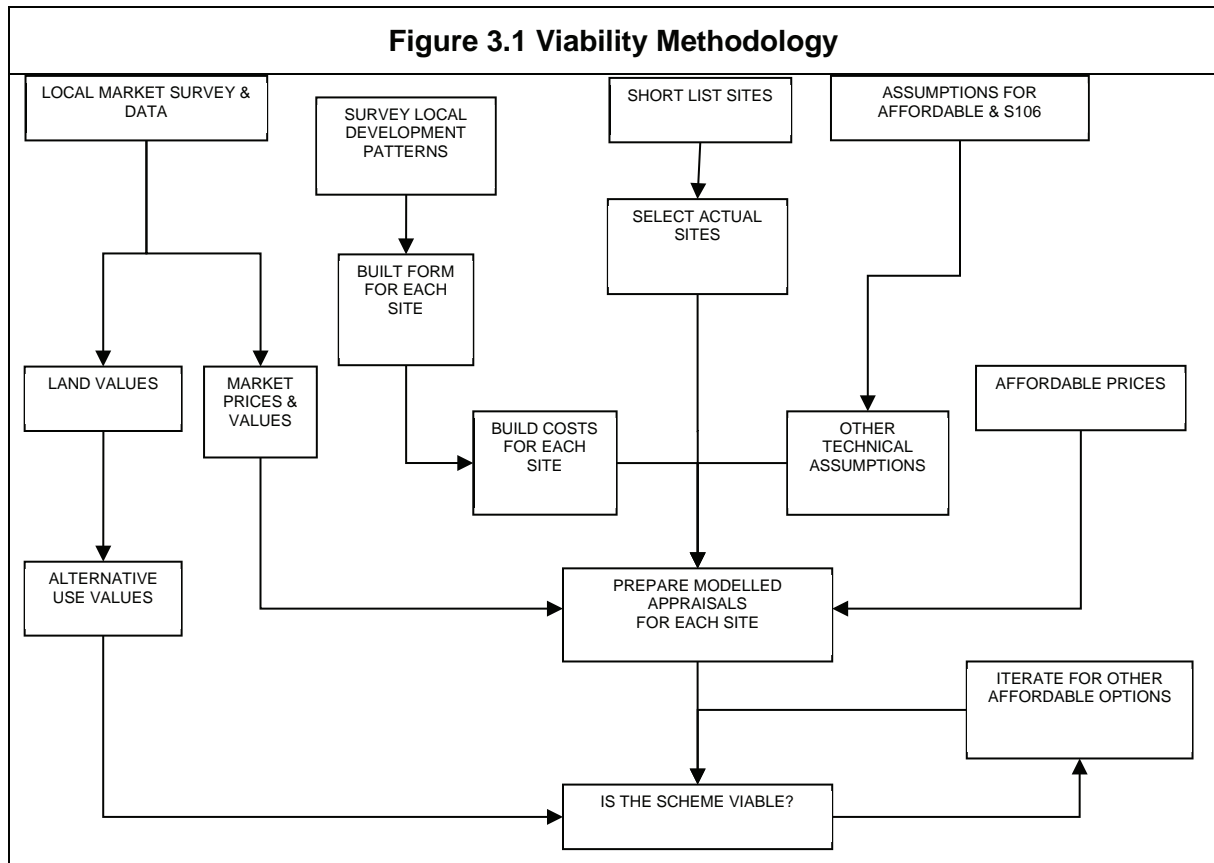 Figure 3.1 Viability Methodology
LOCAL MARKET SURVEY &
DATA
SURVEY LOCAL
DEVELOPMENT
PATTERNS
SHORT LIST SITES
ASSUMPTIONS FOR
AFFORDABLE & S106
SELECT ACTUAL
SITES
BUILT FORM
FOR EACH
SITE
LAND VALUES
MARKET
PRICES &
VALUES
AFFORDABLE PRICES
BUILD COSTS
FOR EACH
SITE
OTHER
TECHNICAL
ASSUMPTIONS
ALTERNATIVE
USE VALUES
PREPARE MODELLED
APPRAISALS
FOR EACH SITE
ITERATE FOR OTHER
AFFORDABLE OPTIONS
IS THE SCHEME VIABLE?